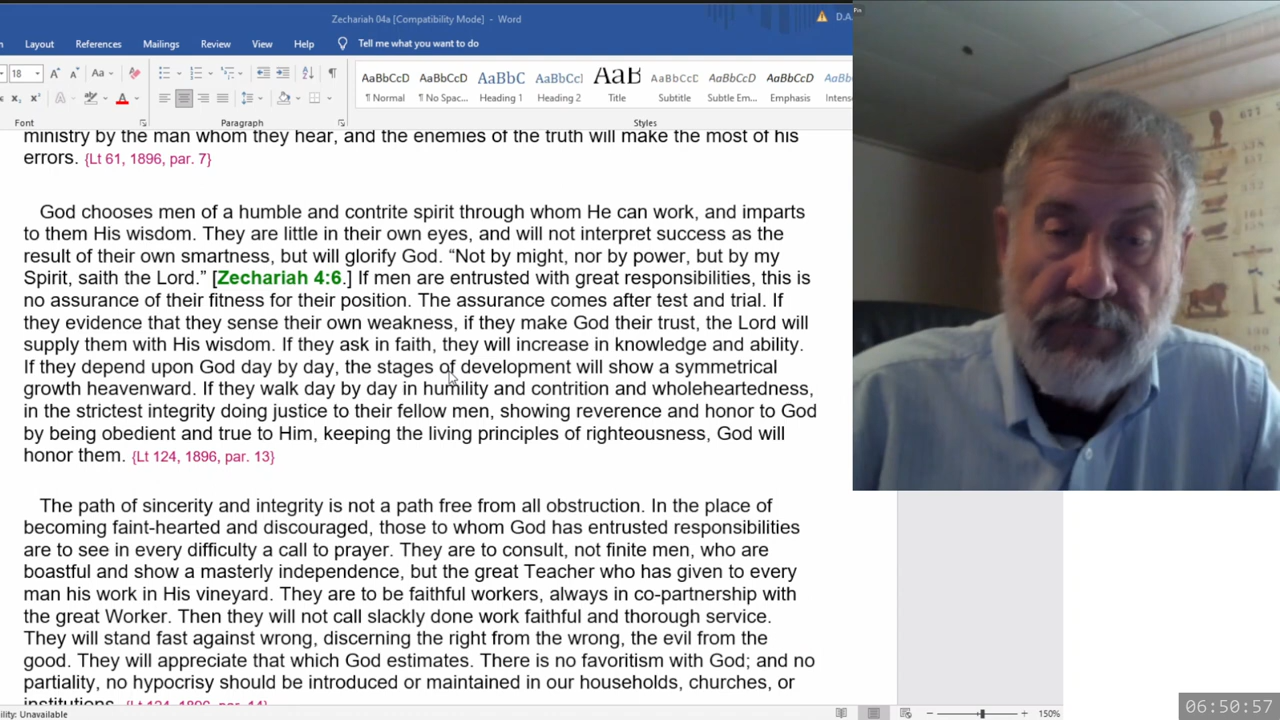 Zechariah 04a [Compatibility Mode] - Word
D.A.
Layout References Mailings Review View Help Tell me what you want to do
18 Aa
AaBbCcD AaBbCcD AaBbC AaBbCcI AaB AaBbCcD AaBbCcD AaBbCcD AaBb
¶ Normal ¶ No Spac... Heading 1 Heading 2 Title Subtitle Subtle Em... Emphasis Intens
Font Paragraph Styles
ministry by the man whom they hear, and the enemies of the truth will make the most of his
errors. {Lt 61, 1896, par. 7}
God chooses men of a humble and contrite spirit through whom He can work, and imparts
to them His wisdom. They are little in their own eyes, and will not interpret success as the
result of their own smartness, but will glorify God. “Not by might, nor by power, but by my
Spirit, saith the Lord.” [Zechariah 4:6.] If men are entrusted with great responsibilities, this is
no assurance of their fitness for their position. The assurance comes after test and trial. If
they evidence that they sense their own weakness, if they make God their trust, the Lord will
supply them with His wisdom. If they ask in faith, they will increase in knowledge and ability.
If they depend upon God day by day, the stages of development will show a symmetrical
growth heavenward. If they walk day by day in humility and contrition and wholeheartedness,
in the strictest integrity doing justice to their fellow men, showing reverence and honor to God
by being obedient and true to Him, keeping the living principles of righteousness, God will
honor them. {Lt 124, 1896, par. 13}
The path of sincerity and integrity is not a path free from all obstruction. In the place of
becoming faint-hearted and discouraged, those to whom God has entrusted responsibilities
are to see in every difficulty a call to prayer. They are to consult, not finite men, who are
boastful and show a masterly independence, but the great Teacher who has given to every
man his work in His vineyard. They are to be faithful workers, always in co-partnership with
the great Worker. Then they will not call slackly done work faithful and thorough service.
They will stand fast against wrong, discerning the right from the wrong, the evil from the
good. They will appreciate that which God estimates. There is no favoritism with God; and no
partiality, no hypocrisy should be introduced or maintained in our households, churches, or
institutions. {Lt 124, 1896, par. 14}
ility: Unavailable
150%
06:50:57
677